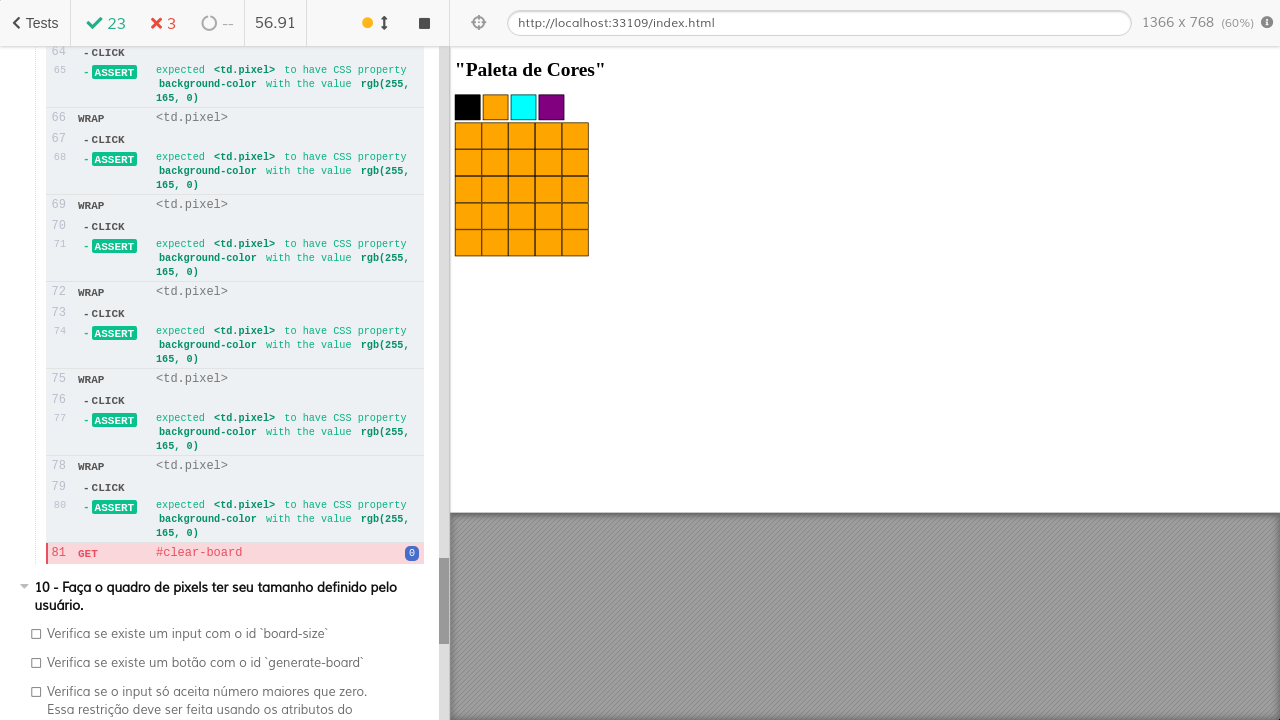 Tests
23
3
--
56.91
http://localhost:33109/index.html
1366 x 768 (60%)
64 - CLICK
65 - ASSERT expected <td.pixel> to have CSS property
background-color with the value rgb(255,
165, 0)
66 WRAP <td.pixel>
67 - CLICK
68 - ASSERT expected <td.pixel> to have CSS property
background-color with the value rgb(255,
165, 0)
69 WRAP <td.pixel>
70 - CLICK
71 - ASSERT expected <td.pixel> to have CSS property
background-color with the value rgb(255,
165, 0)
72 WRAP <td.pixel>
73 - CLICK
74 - ASSERT expected <td.pixel> to have CSS property
background-color with the value rgb(255,
165, 0)
75 WRAP <td.pixel>
76 - CLICK
77 - ASSERT expected <td.pixel> to have CSS property
background-color with the value rgb(255,
165, 0)
78 WRAP <td.pixel>
79 - CLICK
80 - ASSERT expected <td.pixel> to have CSS property
background-color with the value rgb(255,
165, 0)
81 GET #clear-board 0
10 - Faça o quadro de pixels ter seu tamanho definido pelo
usuário.
Verifica se existe um input com o id `board-size`
Verifica se existe um botão com o id `generate-board`
Verifica se o input só aceita número maiores que zero.
Essa restrição deve ser feita usando os atributos do
"Paleta de Cores"